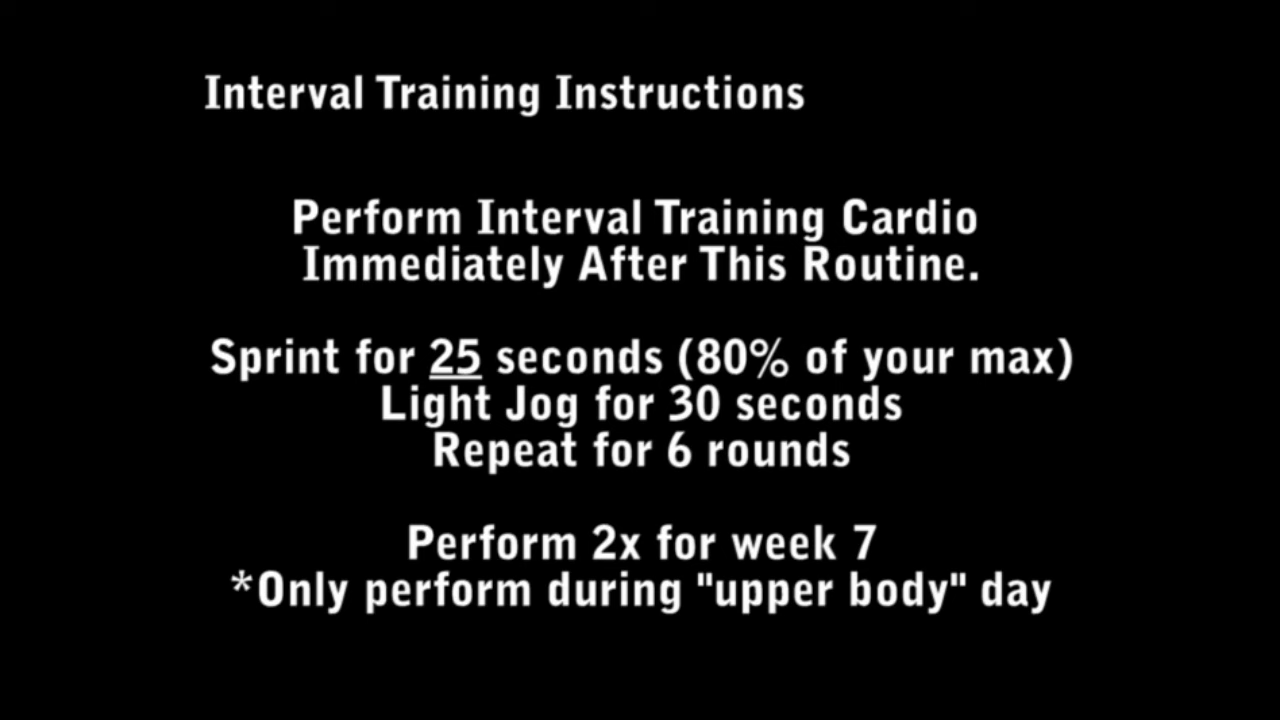 Interval Training Instructions
Perform Interval Training Cardio
Immediately After This Routine.
Sprint for 25 seconds (80% of your max)
Light Jog for 30 seconds
Repeat for 6 rounds
Perform 2x for week 7
*Only perform during "upper body" day